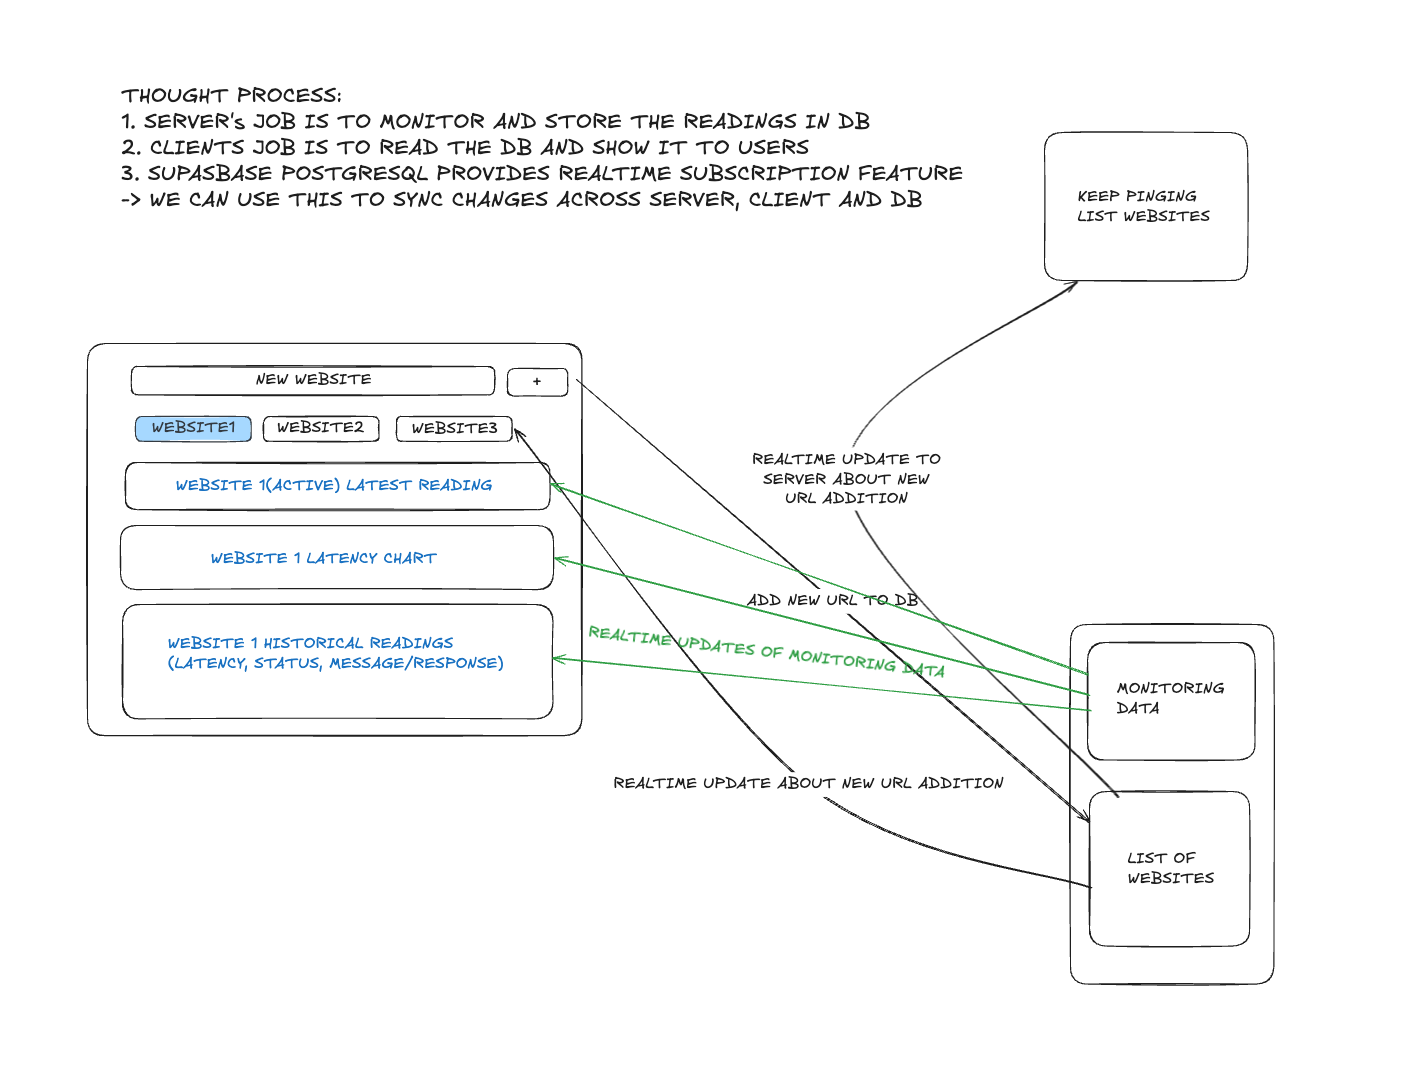 THOUGHT PROCESS:
1. SERVER's JOB IS TO MONITOR AND STORE THE READINGS IN DB
2. CLIENTS JOB IS TO READ THE DB AND SHOW IT TO USERS
3. SUPASBASE POSTGRESQL PROVIDES REALTIME SUBSCRIPTION FEATURE
-> WE CAN USE THIS TO SYNC CHANGES ACROSS SERVER, CLIENT AND DB
KEEP PINGING
LIST WEBSITES
NEW WEBSITE
+
WEBSITE1
WEBSITE2
WEBSITE3
WEBSITE 1(ACTIVE) LATEST READING
WEBSITE 1 LATENCY CHART
WEBSITE 1 HISTORICAL READINGS
(LATENCY, STATUS, MESSAGE/RESPONSE)
REALTIME UPDATE TO
SERVER ABOUT NEW
URL ADDITION
ADD NEW URL TO DB
REALTIME UPDATES OF MONITORING DATA
REALTIME UPDATE ABOUT NEW URL ADDITION
MONITORING
DATA
LIST OF
WEBSITES